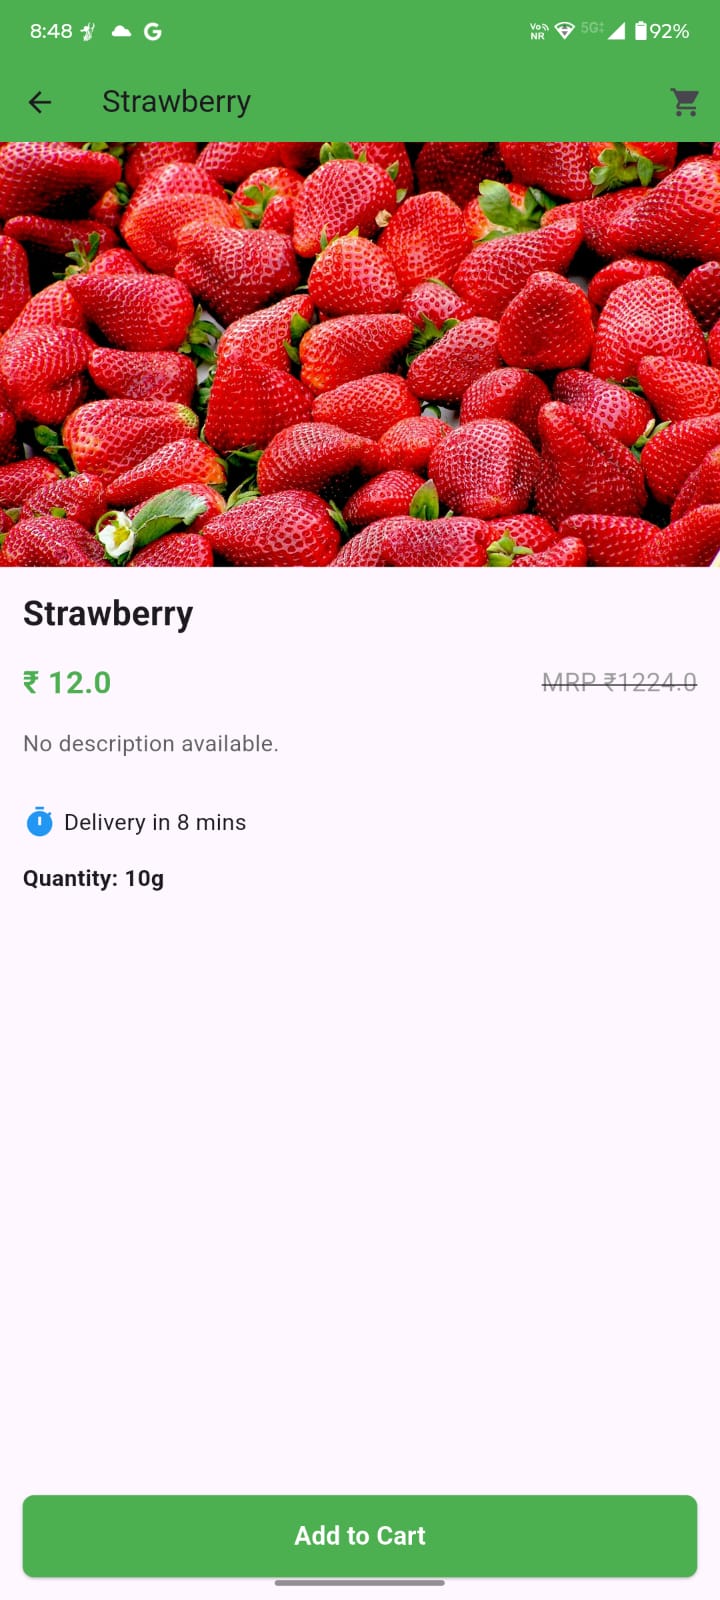 8:48 Vo NR 5G 92%
Strawberry
Strawberry
₹ 12.0 MRP ₹1224.0
No description available.
Delivery in 8 mins
Quantity: 10g
Add to Cart